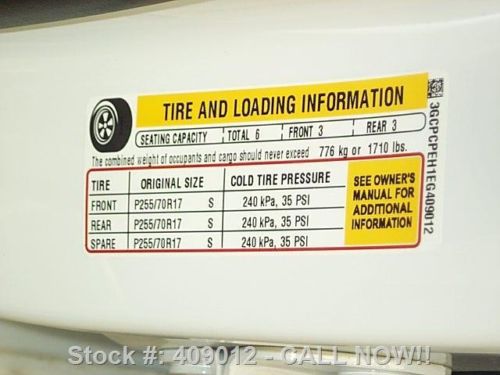 TIRE AND LOADING INFORMATION
SEATING CAPACITY TOTAL 6 FRONT 3 REAR 3
The combined weight of occupants and cargo should never exceed 776 kg or 1710 lbs.
TIRE ORIGINAL SIZE COLD TIRE PRESSURE
FRONT P255/70R17 S 240 kPa, 35 PSI
REAR P255/70R17 S 240 kPa, 35 PSI
SPARE P255/70R17 S 240 kPa, 35 PSI
SEE OWNER'S
MANUAL FOR
ADDITIONAL
INFORMATION
3GCPCPEH1EG409012
Stock #: 409012 - CALL NOW!!